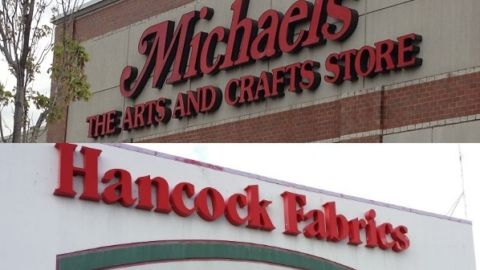 Michaels
THE ARTS AND CRAFTS STORE
Hancock Fabrics